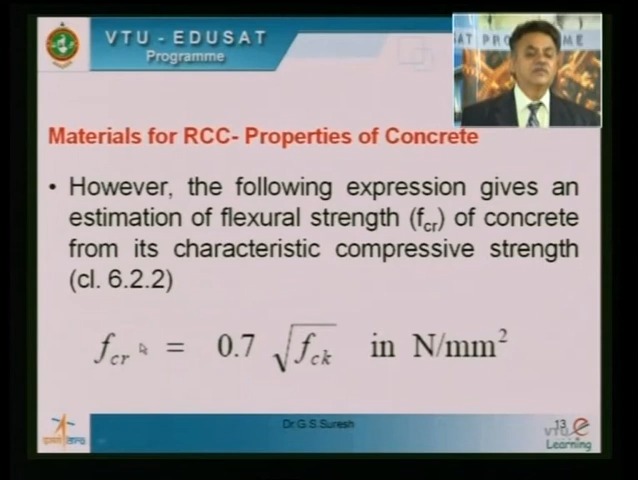 VTU - EDUSAT
Programme
AT PRO
ME
Materials for RCC- Properties of Concrete
• However, the following expression gives an
estimation of flexural strength (fcr) of concrete
from its characteristic compressive strength
(cl. 6.2.2)
fcr = 0.7 √fck in N/mm²
Dr.G.S.Suresh
13
VTU e
Learning